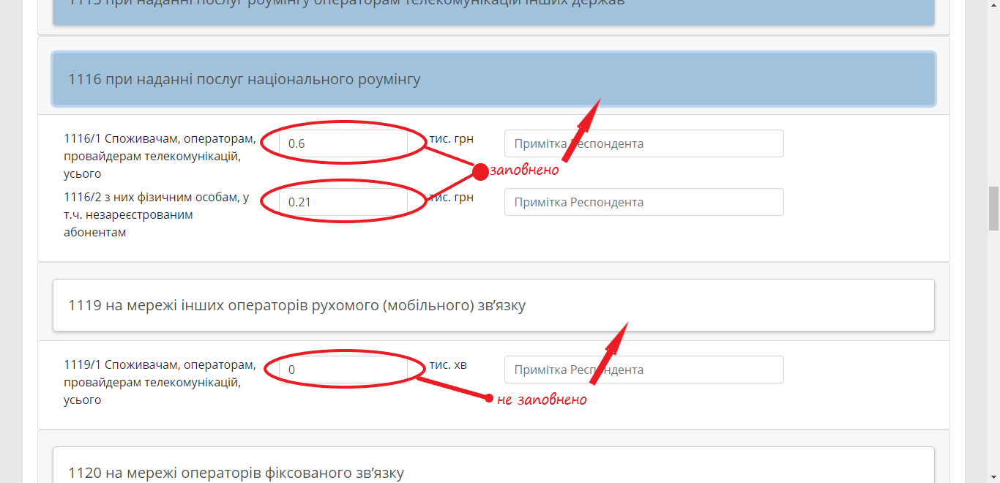 1115 при наданні послуг роумінгу операторам телекомунікацій інших держав
1116 при наданні послуг національного роумінгу
1116/1 Споживачам, операторам,
провайдерам телекомунікацій,
усього
0.6
тис. грн
Примітка Респондента
заповнено
1116/2 з них фізичним особам, у
т.ч. незареєстрованим
абонентам
0.21
тис. грн
Примітка Респондента
1119 на мережі інших операторів рухомого (мобільного) зв’язку
1119/1 Споживачам, операторам,
провайдерам телекомунікацій,
усього
0
тис. хв
Примітка Респондента
не заповнено
1120 на мережі операторів фіксованого зв’язку